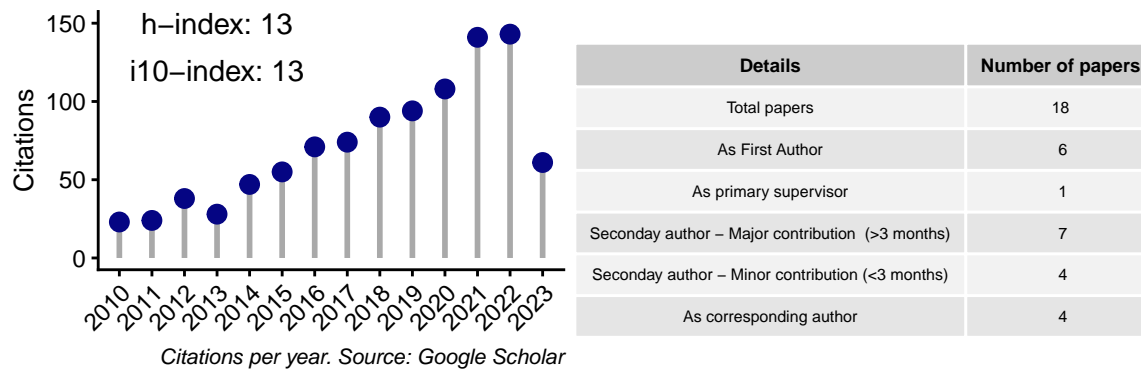 h−index: 13
i10−index: 13
Citations
150
100
50
0
2010
2011
2012
2013
2014
2015
2016
2017
2018
2019
2020
2021
2022
2023
Citations per year. Source: Google Scholar
Details Number of papers
Total papers 18
As First Author 6
As primary supervisor 1
Seconday author − Major contribution (>3 months) 7
Seconday author − Minor contribution (<3 months) 4
As corresponding author 4